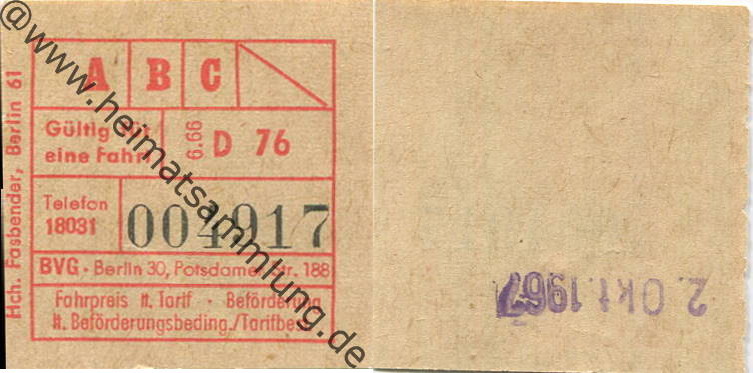 A B C
Gültig für
eine Fahrt
6.66
D 76
Telefon
18031
004917
BVG · Berlin 30, Potsdamer Str. 188
Fahrpreis lt. Tarif · Beförderung
lt. Beförderungsbeding./Tarifbest.
Hch. Fasbender, Berlin 61
@www.heimatsammlung.de
2. Okt. 1967